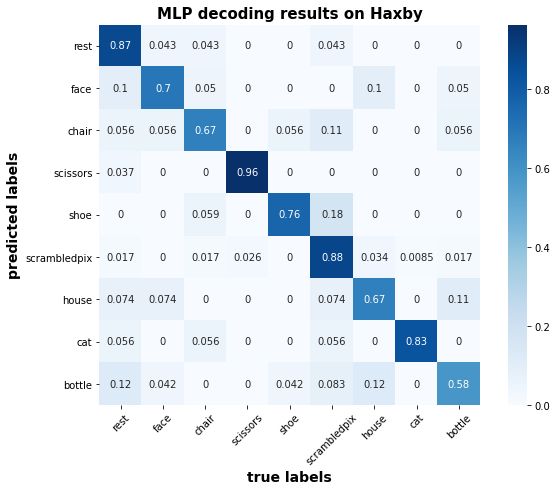 MLP decoding results on Haxby
rest 0.87 0.043 0.043 0 0 0.043 0 0 0
face 0.1 0.7 0.05 0 0 0 0.1 0 0.05
chair 0.056 0.056 0.67 0 0.056 0.11 0 0 0.056
scissors 0.037 0 0 0.96 0 0 0 0 0
shoe 0 0 0.059 0 0.76 0.18 0 0 0
scrambledpix 0.017 0 0.017 0.026 0 0.88 0.034 0.0085 0.017
house 0.074 0.074 0 0 0 0.074 0.67 0 0.11
cat 0.056 0 0.056 0 0 0.056 0 0.83 0
bottle 0.12 0.042 0 0 0.042 0.083 0.12 0 0.58
rest face chair scissors shoe scrambledpix house cat bottle
true labels
predicted labels
0.8
0.6
0.4
0.2
0.0